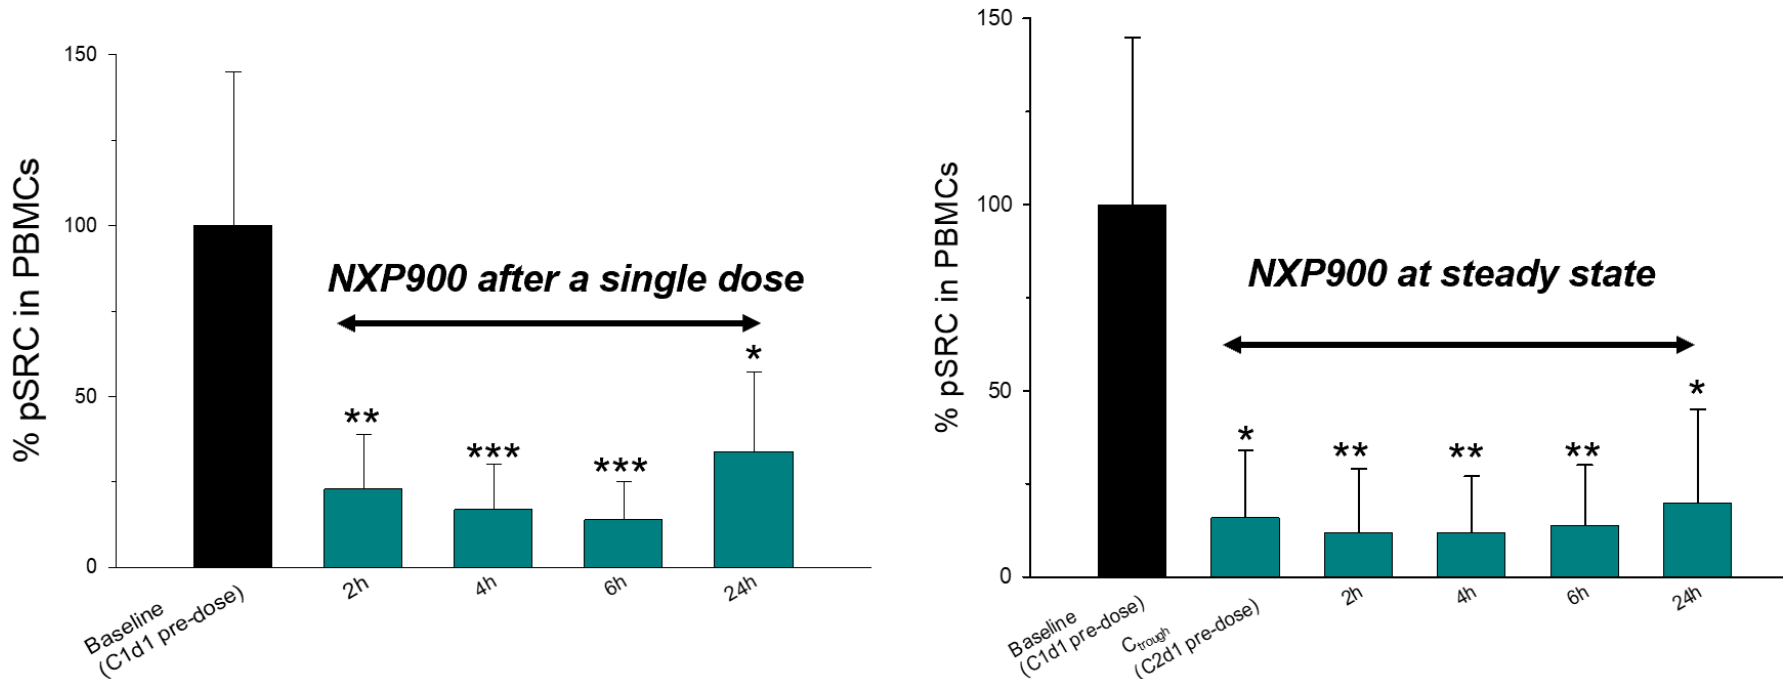 % pSRC in PBMCs
150
100
50
0
NXP900 after a single dose
**
***
***
*
Baseline
(C1d1 pre-dose)
2h
4h
6h
24h
% pSRC in PBMCs
150
100
50
0
NXP900 at steady state
*
**
**
**
*
Baseline
(C1d1 pre-dose)
Ctrough
(C2d1 pre-dose)
2h
4h
6h
24h